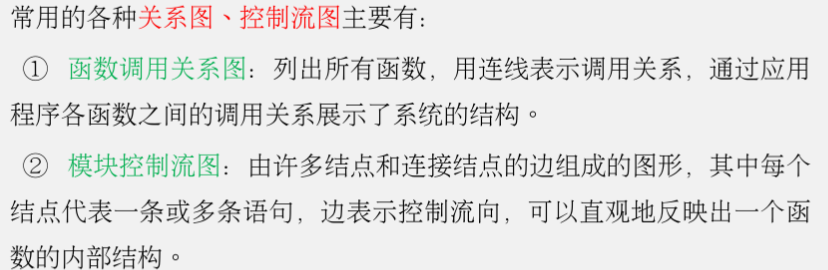 常用的各种关系图、控制流图主要有：
① 函数调用关系图：列出所有函数，用连线表示调用关系，通过应用
程序各函数之间的调用关系展示了系统的结构。
② 模块控制流图：由许多结点和连接结点的边组成的图形，其中每个
结点代表一条或多条语句，边表示控制流向，可以直观地反映出一个函
数的内部结构。